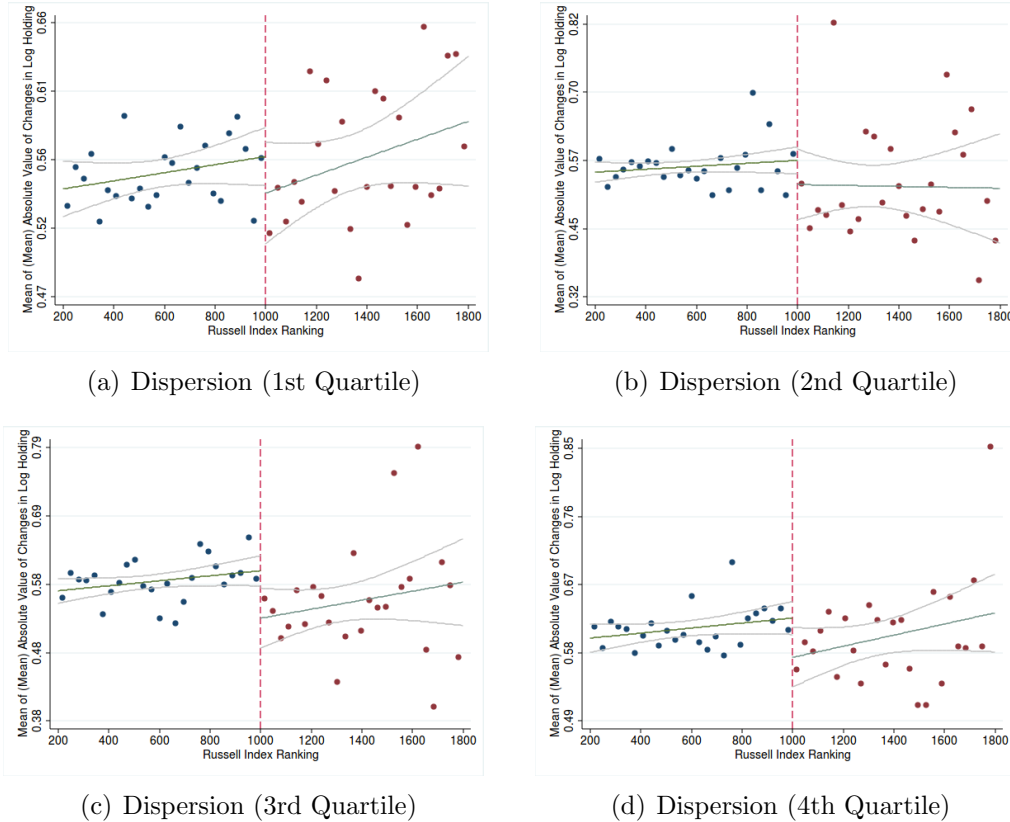 Mean of (Mean) Absolute Value of Changes in Log Holding
0.66
0.61
0.56
0.52
0.47
200 400 600 800 1000 1200 1400 1600 1800
Russell Index Ranking
(a) Dispersion (1st Quartile)
Mean of (Mean) Absolute Value of Changes in Log Holding
0.82
0.70
0.57
0.45
0.32
200 400 600 800 1000 1200 1400 1600 1800
Russell Index Ranking
(b) Dispersion (2nd Quartile)
Mean of (Mean) Absolute Value of Changes in Log Holding
0.79
0.69
0.58
0.48
0.38
200 400 600 800 1000 1200 1400 1600 1800
Russell Index Ranking
(c) Dispersion (3rd Quartile)
Mean of (Mean) Absolute Value of Changes in Log Holding
0.85
0.76
0.67
0.58
0.49
200 400 600 800 1000 1200 1400 1600 1800
Russell Index Ranking
(d) Dispersion (4th Quartile)